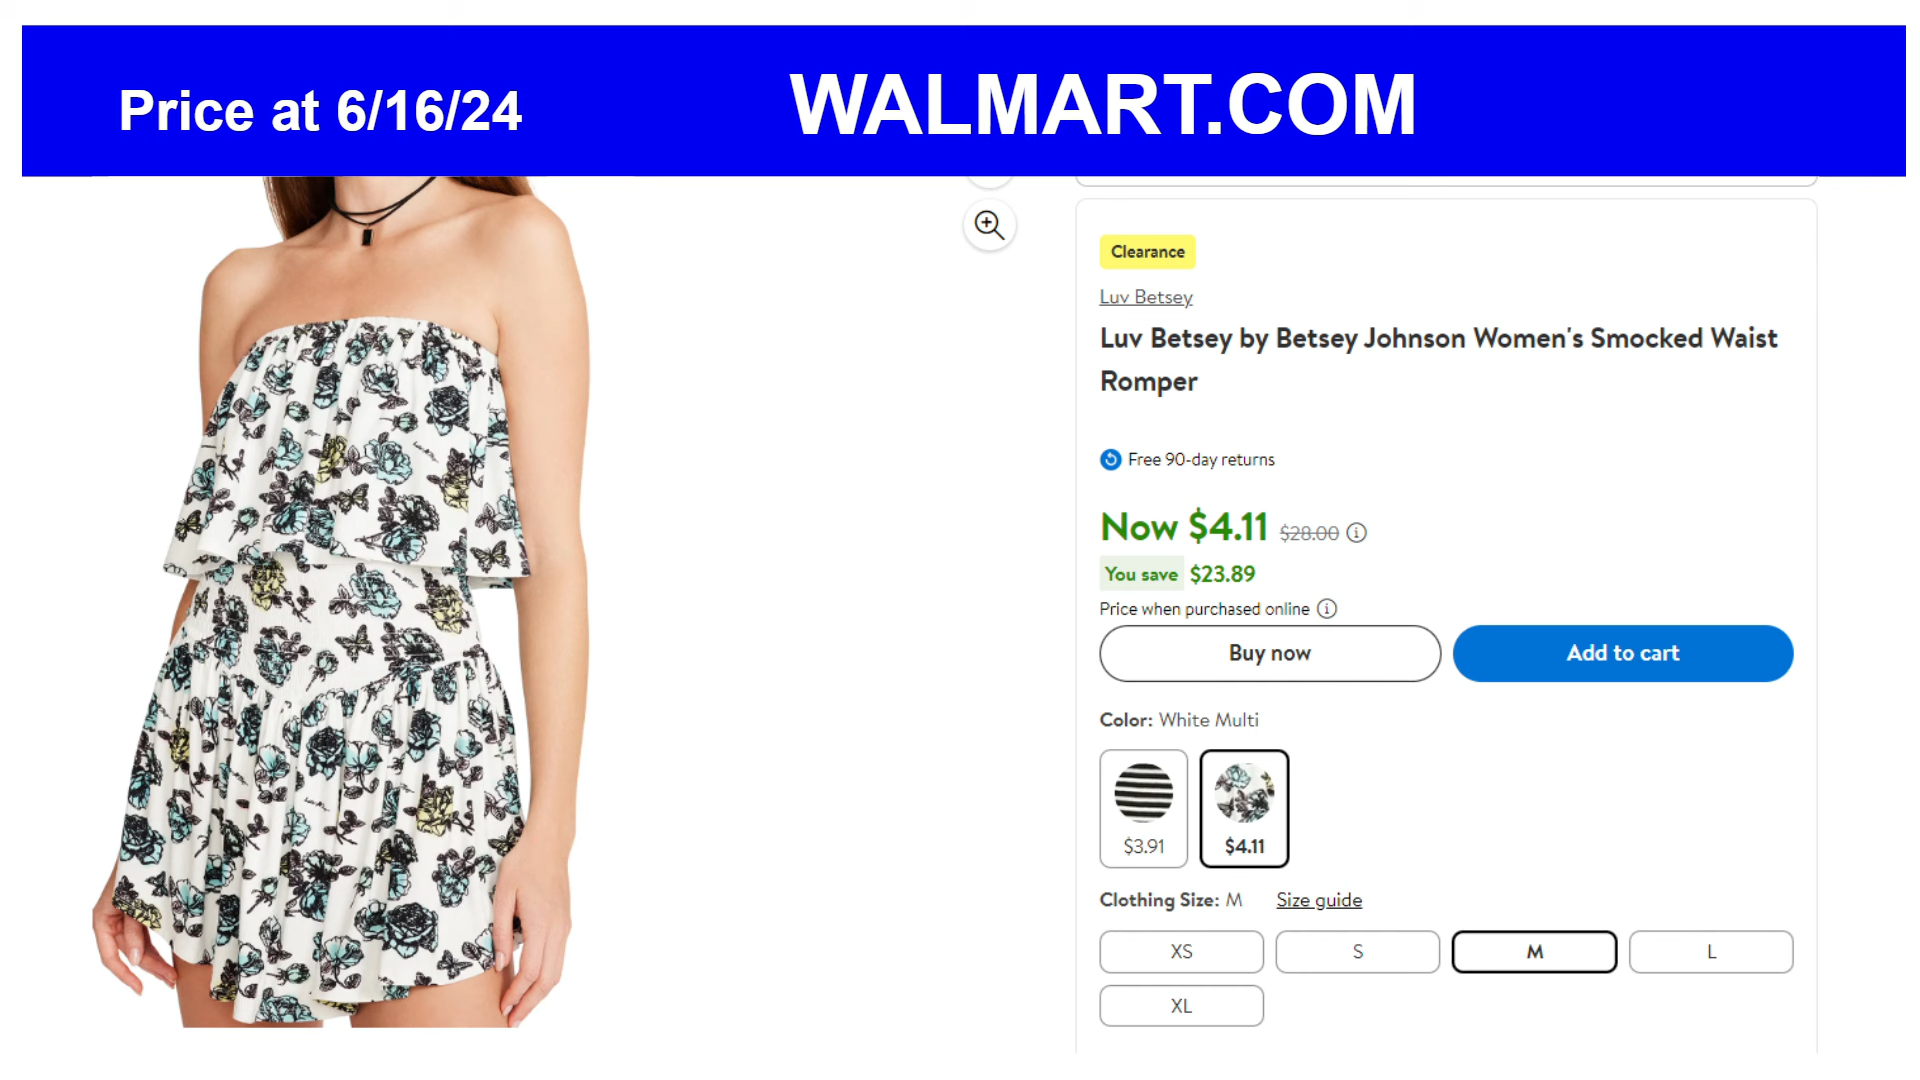 Price at 6/16/24
WALMART.COM
Clearance
Luv Betsey
Luv Betsey by Betsey Johnson Women's Smocked Waist
Romper
Free 90-day returns
Now $4.11 $28.00
You save $23.89
Price when purchased online
Buy now
Add to cart
Color: White Multi
$3.91
$4.11
Clothing Size: M
Size guide
XS
S
M
L
XL